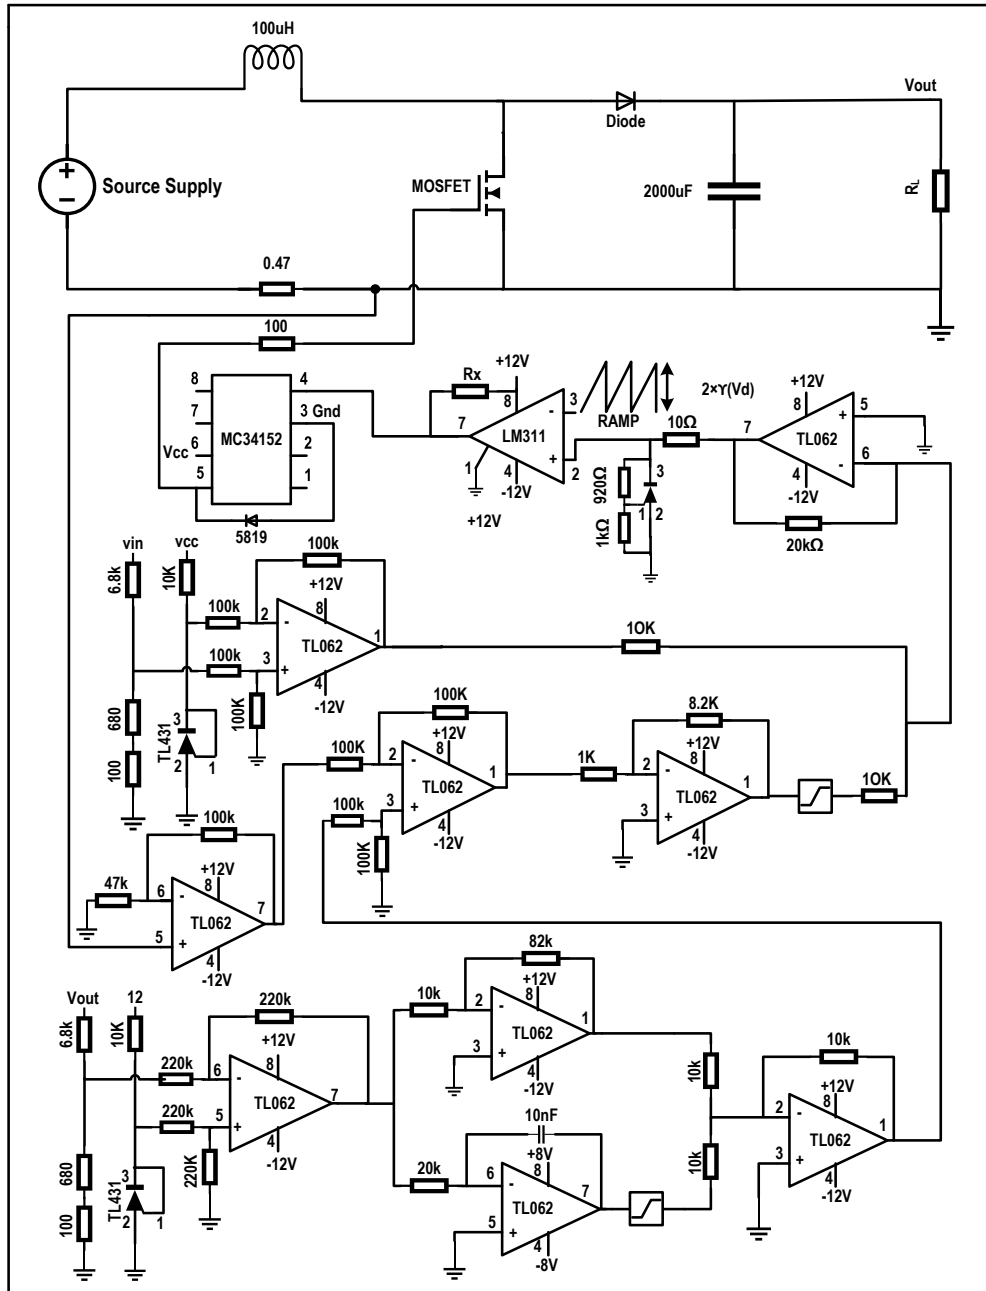 100uH
Vout
Diode
Source Supply
MOSFET
2000uF
RL
0.47
100
8
7
Vcc
6
5
MC34152
4
3 Gnd
2
1
5819
Rx
+12V
8
7
LM311
-
3
+
2
1
4
-12V
+12V
RAMP
2×ϒ(Vd)
10Ω
920Ω
1kΩ
3
1
2
+12V
8
7
TL062
+
5
-
6
4
-12V
20kΩ
vin
6.8k
680
100
vcc
10K
TL431
3
2
1
100k
100k
100k
100K
2
-
3
+
+12V
8
TL062
1
4
-12V
1OK
100K
100K
100k
100K
2
-
3
+
+12V
8
TL062
1
4
-12V
1K
8.2K
2
-
3
+
+12V
8
TL062
1
4
-12V
1OK
100k
47k
6
-
5
+
+12V
8
TL062
7
4
-12V
Vout
6.8k
680
100
12
10K
TL431
3
2
1
220k
220k
220k
220K
6
-
5
+
+12V
8
TL062
7
4
-12V
82k
10k
2
-
3
+
+12V
8
TL062
1
4
-12V
10nF
20k
6
-
5
+
+8V
8
TL062
7
4
-8V
10k
10k
10k
2
-
3
+
+12V
8
TL062
1
4
-12V